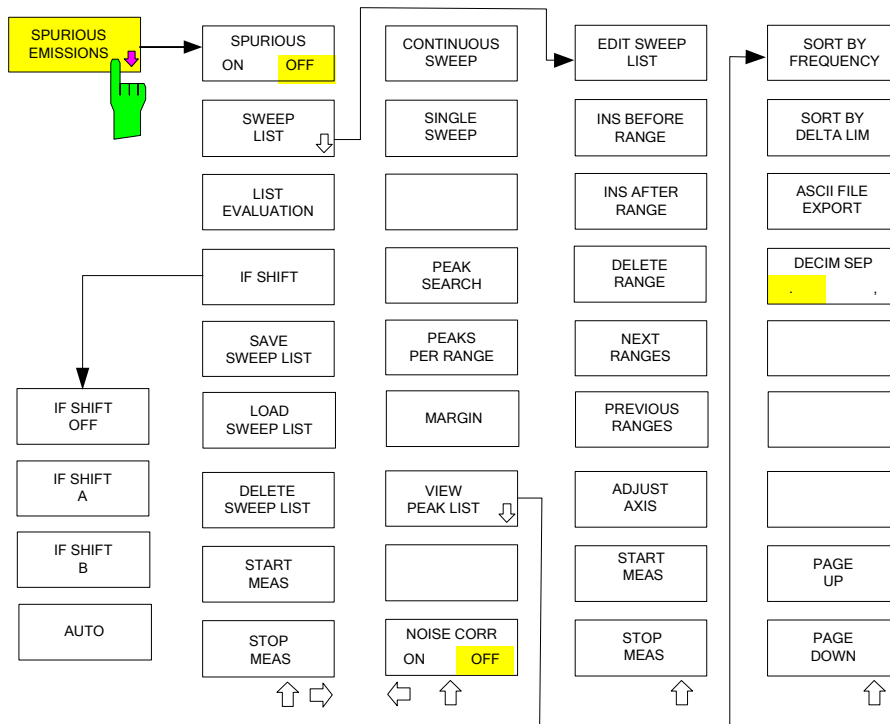 SPURIOUS
EMISSIONS
SPURIOUS
ON OFF
SWEEP
LIST
LIST
EVALUATION
IF SHIFT
SAVE
SWEEP LIST
LOAD
SWEEP LIST
DELETE
SWEEP LIST
START
MEAS
STOP
MEAS
IF SHIFT
OFF
IF SHIFT
A
IF SHIFT
B
AUTO
CONTINUOUS
SWEEP
SINGLE
SWEEP
PEAK
SEARCH
PEAKS
PER RANGE
MARGIN
VIEW
PEAK LIST
NOISE CORR
ON OFF
EDIT SWEEP
LIST
INS BEFORE
RANGE
INS AFTER
RANGE
DELETE
RANGE
NEXT
RANGES
PREVIOUS
RANGES
ADJUST
AXIS
START
MEAS
STOP
MEAS
SORT BY
FREQUENCY
SORT BY
DELTA LIM
ASCII FILE
EXPORT
DECIM SEP
. ,
PAGE
UP
PAGE
DOWN